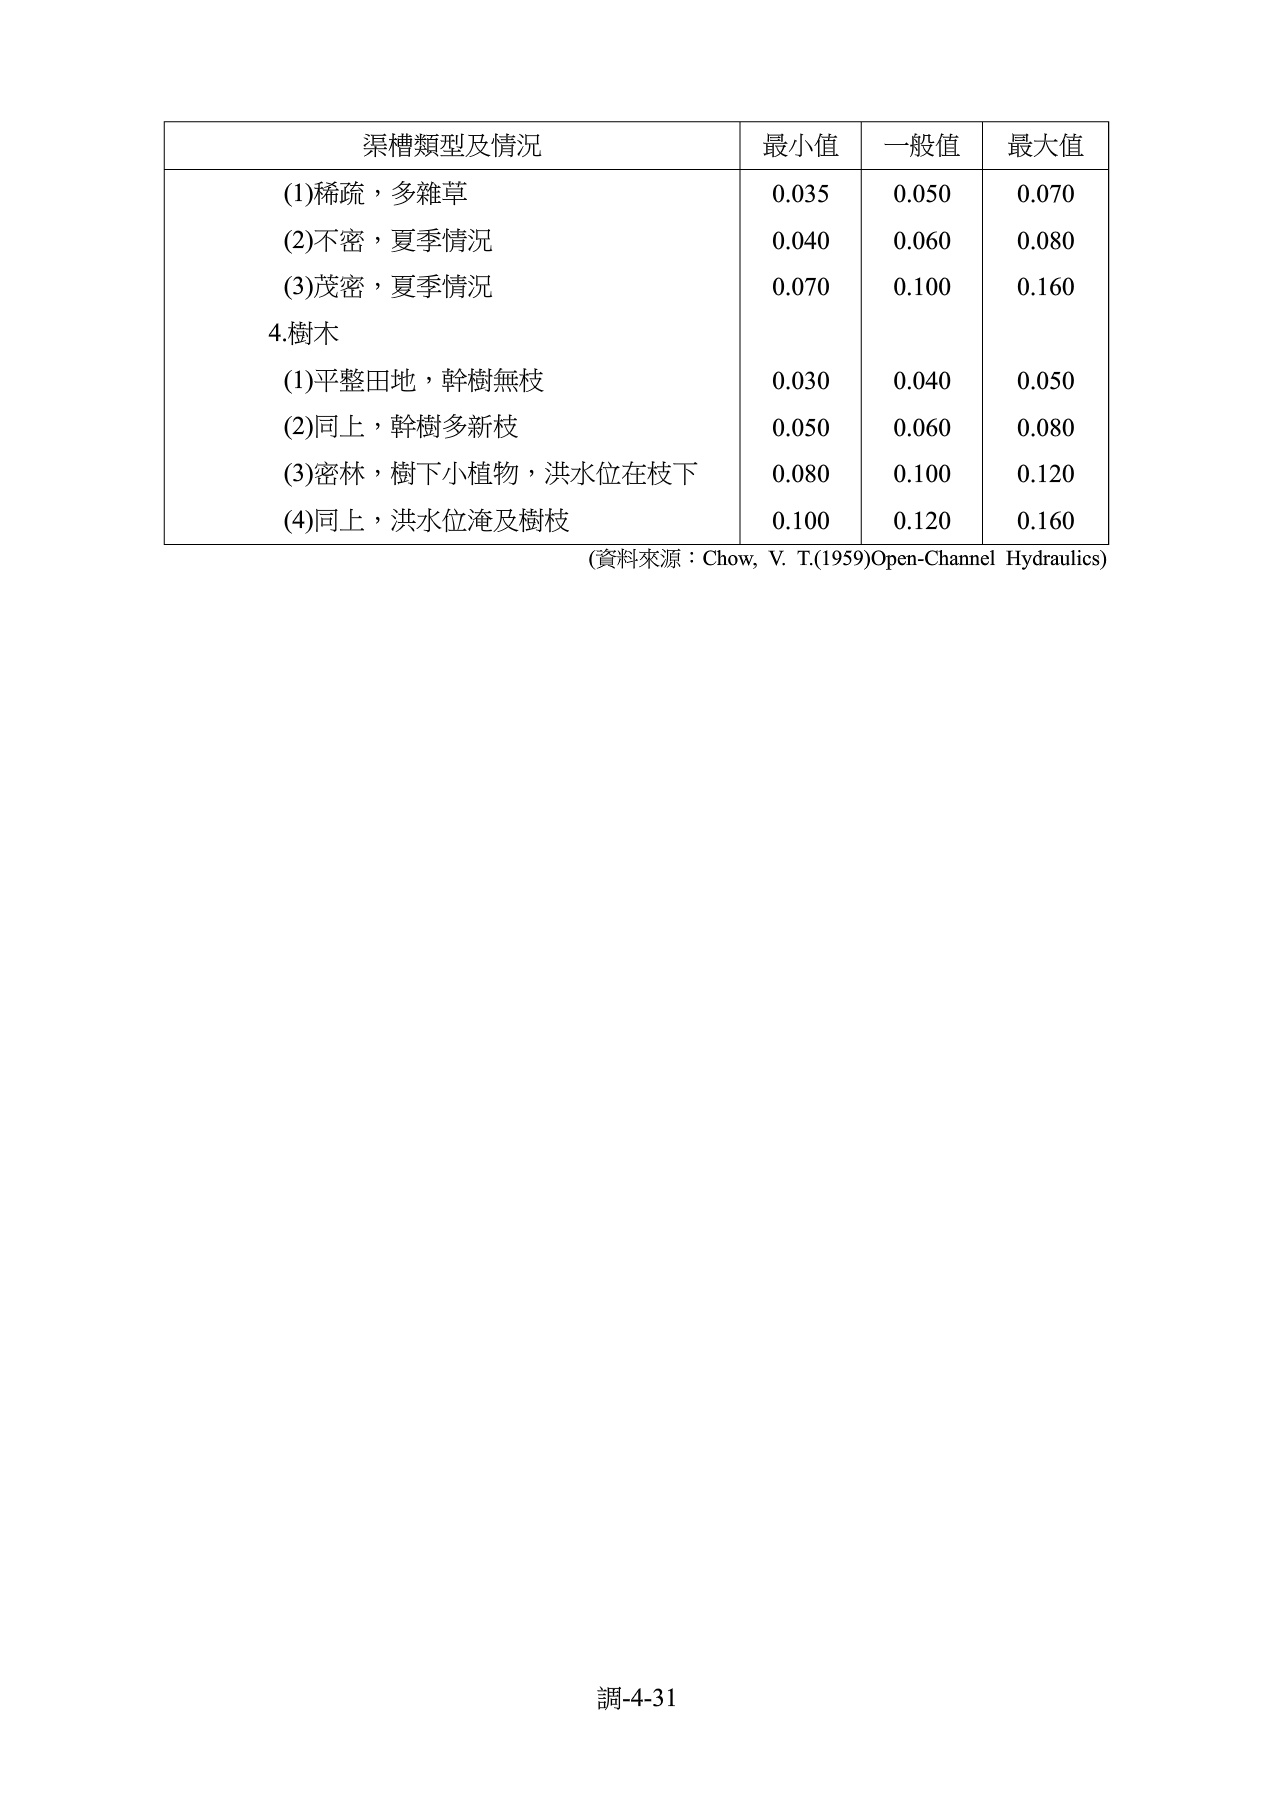 渠槽類型及情況 最小值 一般值 最大值
(1)稀疏，多雜草 0.035 0.050 0.070
(2)不密，夏季情況 0.040 0.060 0.080
(3)茂密，夏季情況 0.070 0.100 0.160
4.樹木
(1)平整田地，幹樹無枝 0.030 0.040 0.050
(2)同上，幹樹多新枝 0.050 0.060 0.080
(3)密林，樹下小植物，洪水位在枝下 0.080 0.100 0.120
(4)同上，洪水位淹及樹枝 0.100 0.120 0.160
(資料來源：Chow, V. T.(1959)Open-Channel Hydraulics)
調-4-31